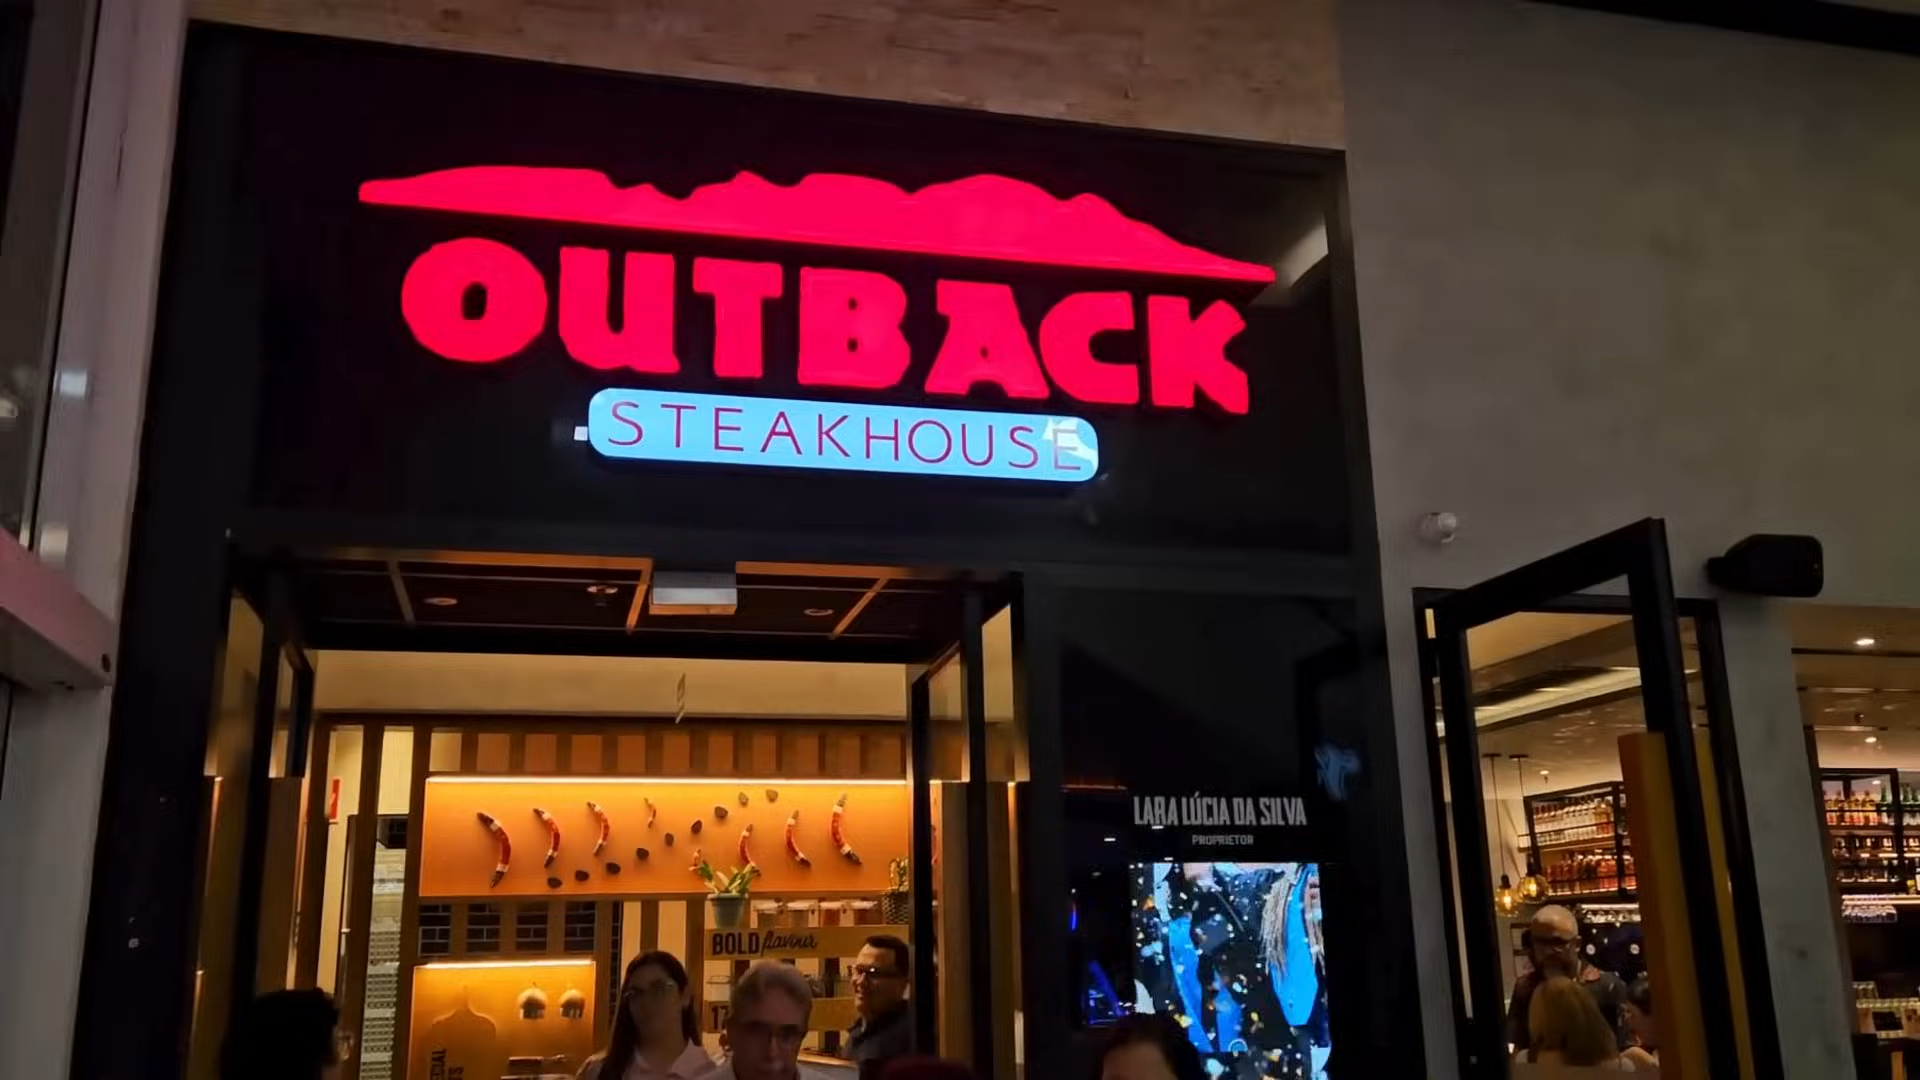 OUTBACK
STEAKHOUSE
LARA LÚCIA DA SILVA
PROPRIETOR
BOLD flavour